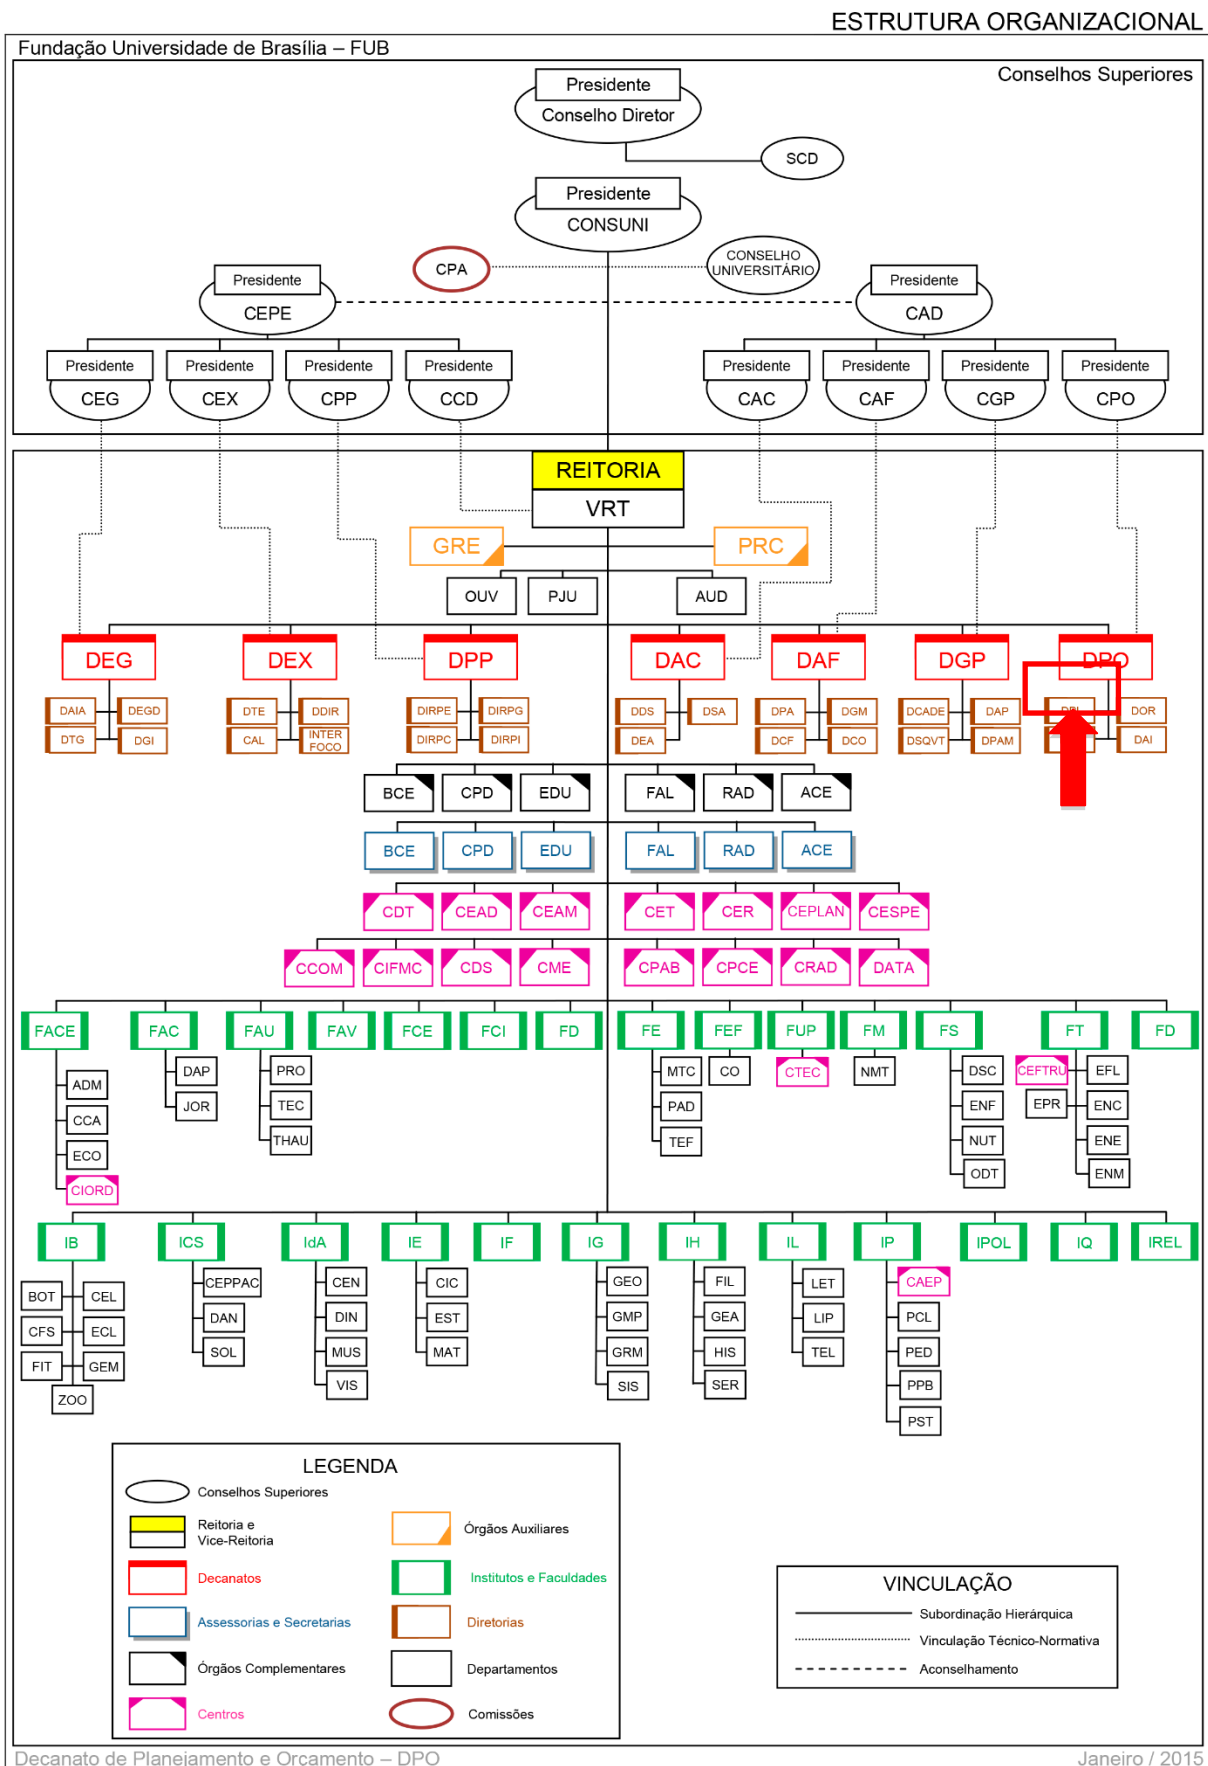 ESTRUTURA ORGANIZACIONAL
Fundação Universidade de Brasília – FUB
Conselhos Superiores
Presidente
Conselho Diretor
SCD
Presidente
CONSUNI
CPA
CONSELHO
UNIVERSITÁRIO
Presidente
CEPE
Presidente
CAD
Presidente Presidente Presidente Presidente Presidente Presidente Presidente Presidente
CEG CEX CPP CCD CAC CAF CGP CPO
REITORIA
VRT
GRE PRC
OUV PJU AUD
DEG DEX DPP DAC DAF DGP DPO
DAIA DEGD DTE DDIR DIRPE DIRPG DDS DSA DPA DGM DCADE DAP DOR
DTG DGI CAL INTER FOCO DIRPC DIRPI DEA DCF DCO DSQVT DPAM DAI
BCE CPD EDU FAL RAD ACE
BCE CPD EDU FAL RAD ACE
CDT CEAD CEAM CET CER CEPLAN CESPE
CCOM CIFMC CDS CME CPAB CPCE CRAD DATA
FACE FAC FAU FAV FCE FCI FD FE FEF FUP FM FS FT FD
ADM DAP PRO MTC CO CTEC NMT DSC CEFTRU EFL
CCA JOR TEC PAD ENF EPR ENC
ECO THAU TEF NUT ENE
CIORD ODT ENM
IB ICS IdA IE IF IG IH IL IP IPOL IQ IREL
BOT CEL CEPPAC CEN CIC GEO FIL LET CAEP
CFS ECL DAN DIN EST GMP GEA LIP PCL
FIT GEM SOL MUS MAT GRM HIS TEL PED
ZOO VIS SIS SER PPB
PST
LEGENDA
Conselhos Superiores
Reitoria e
Vice-Reitoria
Órgãos Auxiliares
Decanatos
Institutos e Faculdades
Assessorias e Secretarias
Diretorias
Órgãos Complementares
Departamentos
Centros
Comissões
VINCULAÇÃO
Subordinação Hierárquica
Vinculação Técnico-Normativa
Aconselhamento
Decanato de Planejamento e Orçamento – DPO
Janeiro / 2015